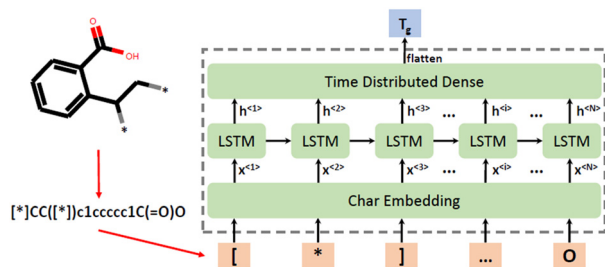 O
OH
*
*
[*]CC([*])c1ccccc1C(=O)O
T_g
flatten
Time Distributed Dense
h<1> h<2> h<3> ... h<i> ... h<N>
LSTM LSTM LSTM LSTM LSTM
x<1> x<2> x<3> ... x<i> ... x<N>
Char Embedding
[ * ] ... O